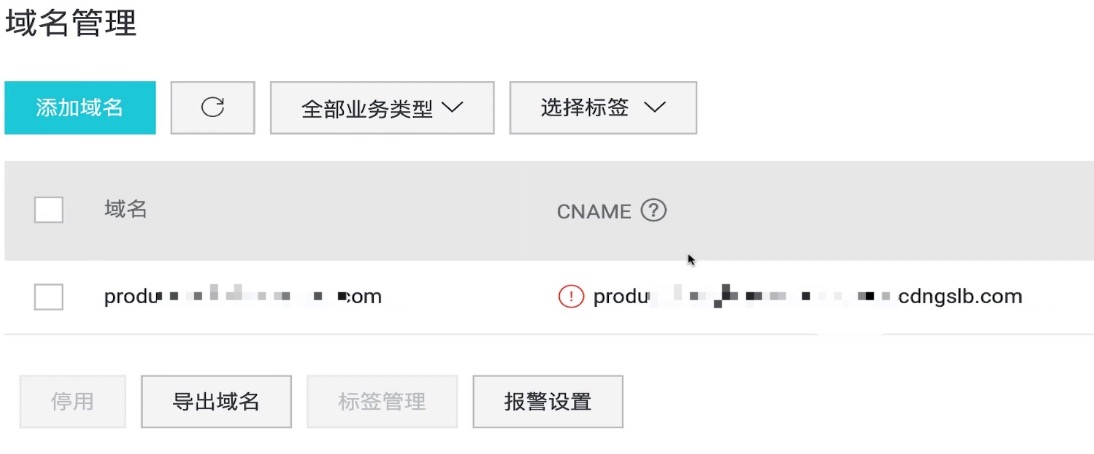 域名管理
添加域名 全部业务类型 选择标签
域名 CNAME ?
produ com ! produ cdngslb.com
停用 导出域名 标签管理 报警设置